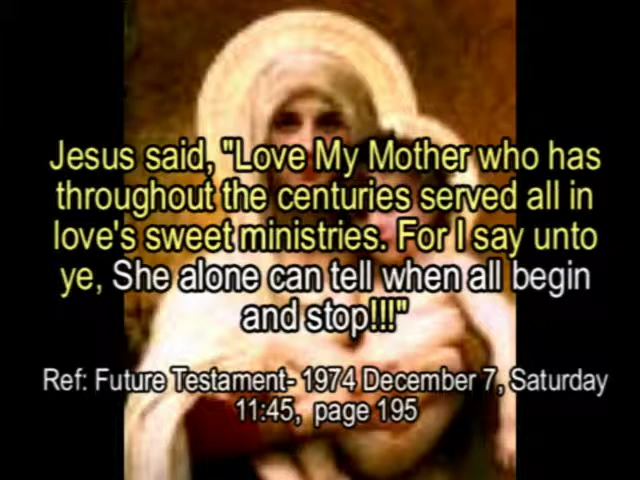 Jesus said, "Love My Mother who has
throughout the centuries served all in
love's sweet ministries. For I say unto
ye, She alone can tell when all begin
and stop!!!"
Ref: Future Testament- 1974 December 7, Saturday
11:45, page 195